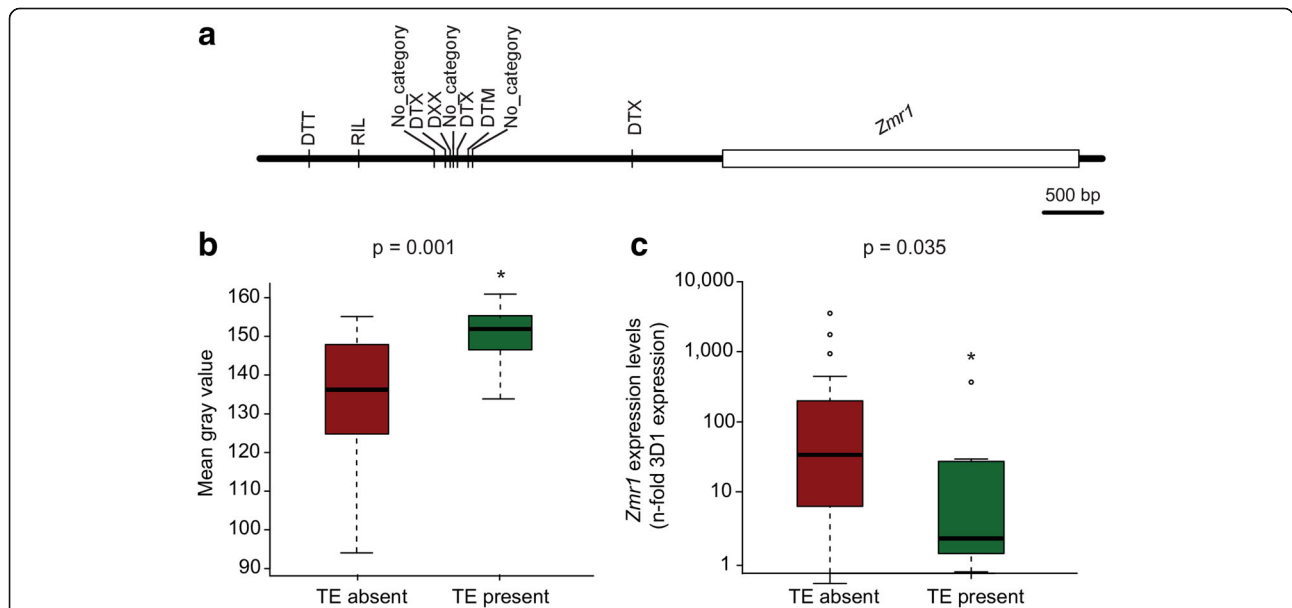 a
DTT
RIL
No_category
DTX
DXX
No_category
DTX
DTM
No_category
DTX
Zmr1
500 bp
b
p = 0.001
*
Mean gray value
160
150
140
130
120
110
100
90
TE absent
TE present
c
p = 0.035
*
Zmr1 expression levels
(n-fold 3D1 expression)
10,000
1,000
100
10
1
TE absent
TE present